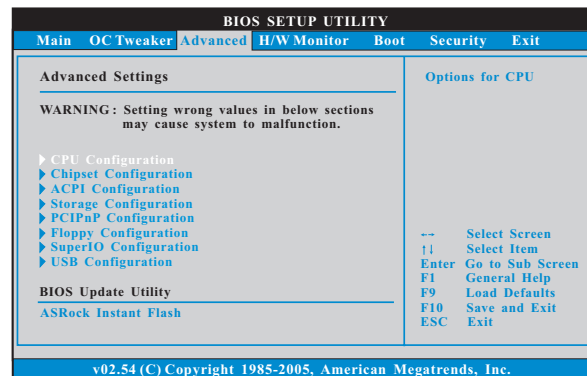 BIOS SETUP UTILITY
Main OC Tweaker Advanced H/W Monitor Boot Security Exit
Advanced Settings
WARNING : Setting wrong values in below sections
may cause system to malfunction.
CPU Configuration
Chipset Configuration
ACPI Configuration
Storage Configuration
PCIPnP Configuration
Floppy Configuration
SuperIO Configuration
USB Configuration
BIOS Update Utility
ASRock Instant Flash
Options for CPU
←→ Select Screen
↑↓ Select Item
Enter Go to Sub Screen
F1 General Help
F9 Load Defaults
F10 Save and Exit
ESC Exit
v02.54 (C) Copyright 1985-2005, American Megatrends, Inc.